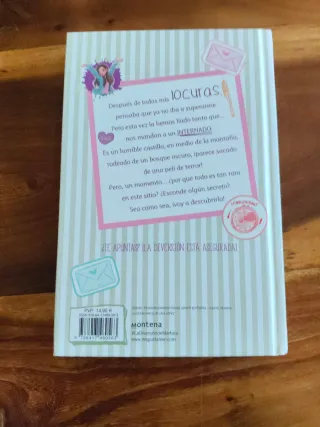 Después de todas mis locuras,
pensaba que ya no iba a superarme.
Pero esta vez la hemos liado tanto que...
nos mandan a un INTERNADO.
Es un horrible castillo, en medio de la montaña,
rodeado de un bosque oscuro, ¡parece sacado
de una peli de terror!
Pero, un momento... ¿por qué todo es tan raro
en este sitio? ¿Esconde algún secreto?
Sea como sea, ¡voy a descubrirlo!
¿TE APUNTAS? ¡LA DIVERSIÓN ESTÁ ASEGURADA!
Montena